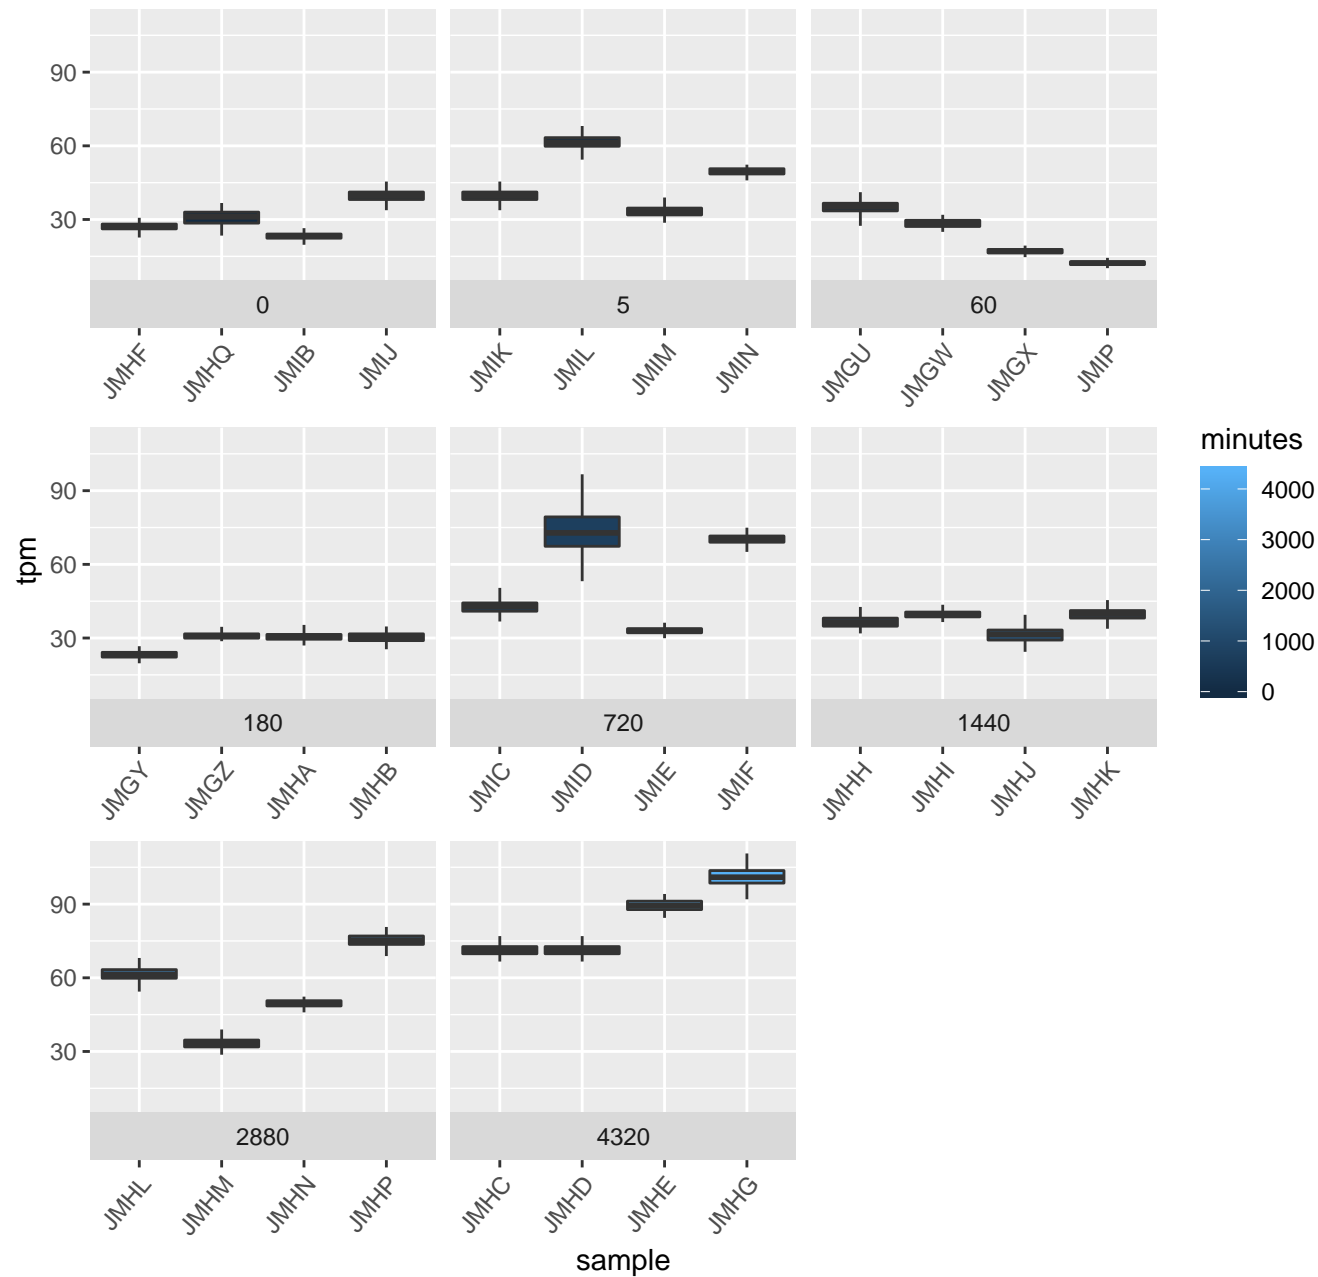 90
60
30
0
5
60
JMHF
JMHQ
JMIB
JMIJ
JMIK
JMIL
JMIM
JMIN
JMGU
JMGW
JMGX
JMIP
tpm
90
60
30
180
720
1440
JMGY
JMGZ
JMHA
JMHB
JMIC
JMID
JMIE
JMIF
JMHH
JMHI
JMHJ
JMHK
minutes
4000
3000
2000
1000
0
90
60
30
2880
4320
JMHL
JMHM
JMHN
JMHP
JMHC
JMHD
JMHE
JMHG
sample